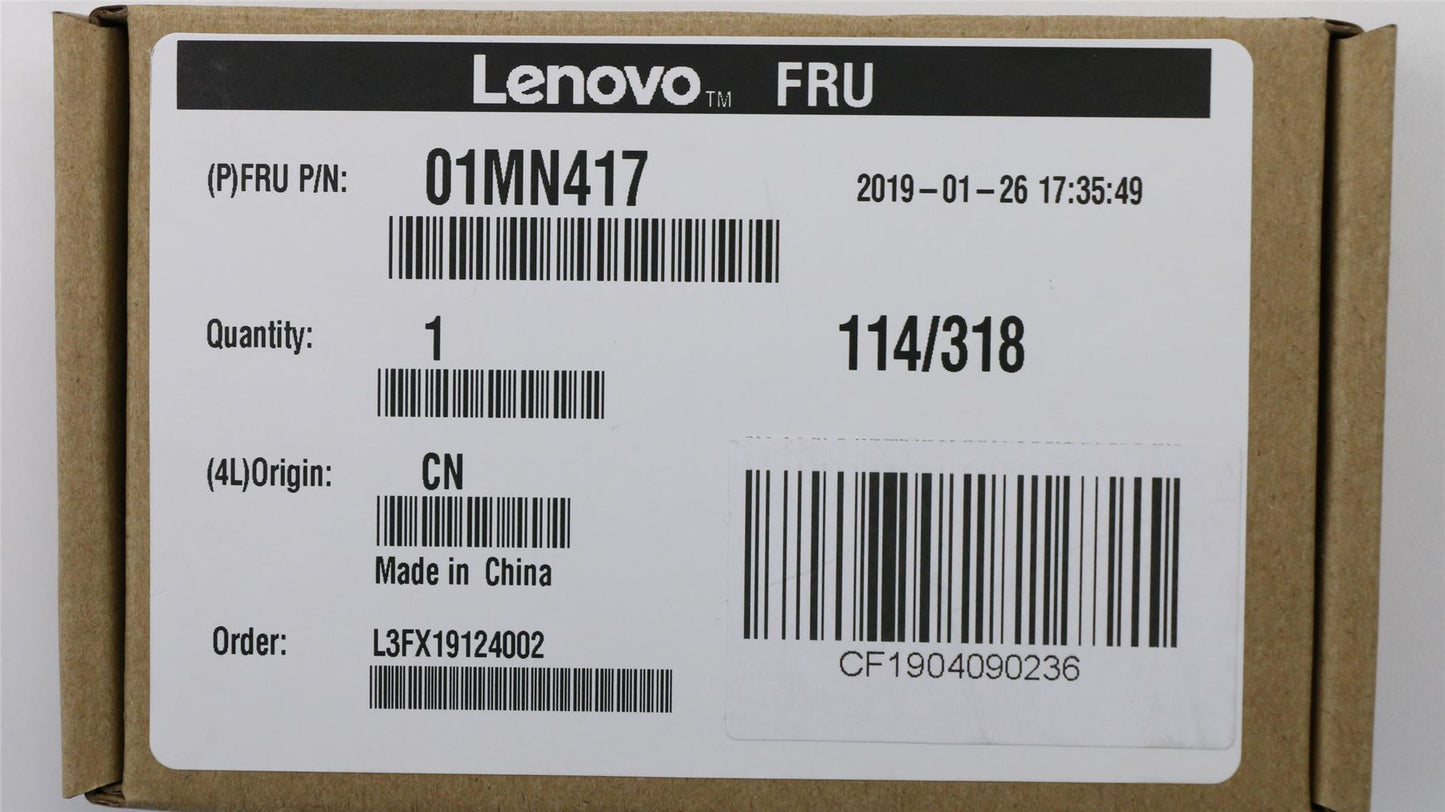 Lenovo™ FRU
(P)FRU P/N: 01MN417
2019-01-26 17:35:49
Quantity: 1
114/318
(4L)Origin: CN
Made in China
Order: L3FX19124002
CF1904090236